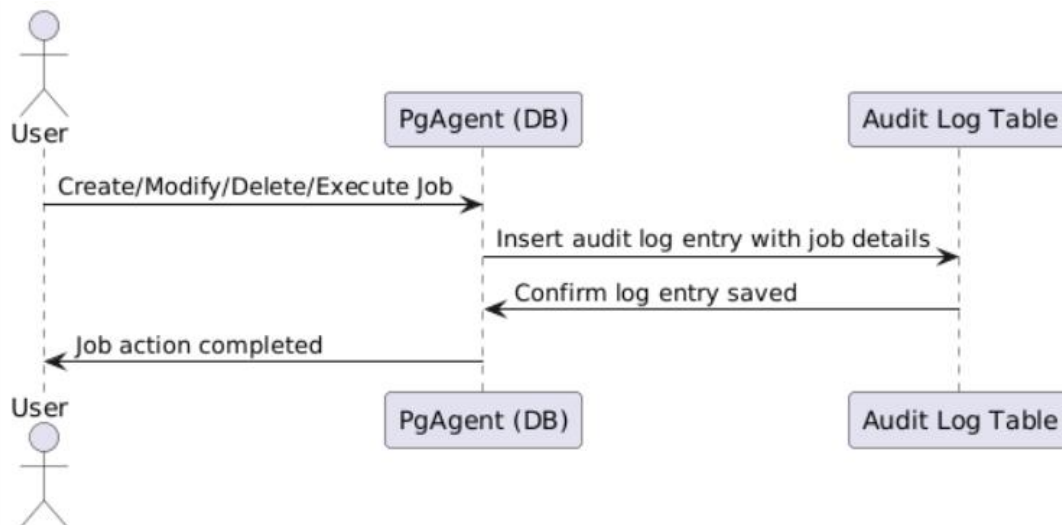 User
PgAgent (DB)
Audit Log Table
Create/Modify/Delete/Execute Job
Insert audit log entry with job details
Confirm log entry saved
Job action completed
User
PgAgent (DB)
Audit Log Table